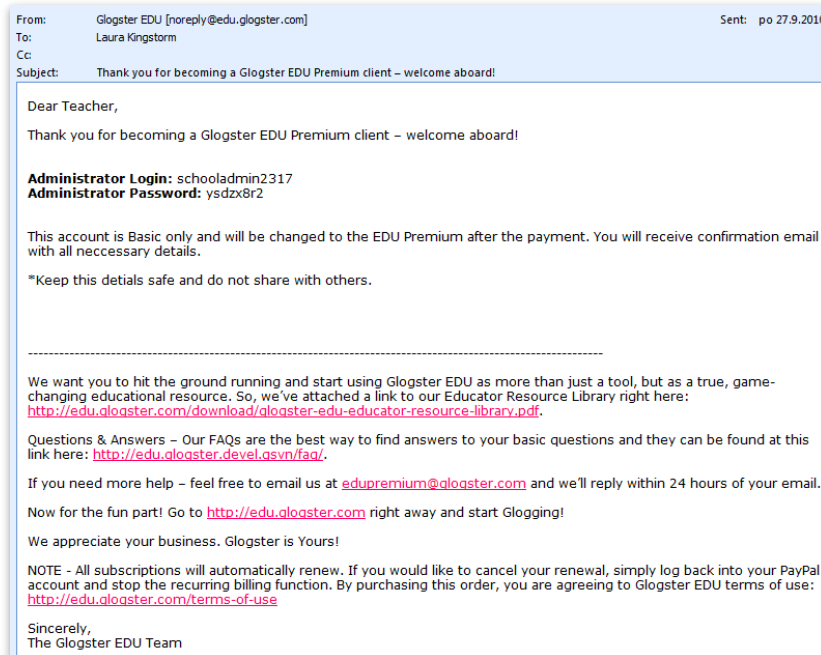 From: Glogster EDU [noreply@edu.glogster.com] Sent: po 27.9.2010
To: Laura Kingstorm
Cc:
Subject: Thank you for becoming a Glogster EDU Premium client – welcome aboard!
Dear Teacher,
Thank you for becoming a Glogster EDU Premium client – welcome aboard!
Administrator Login: schooladmin2317
Administrator Password: ysdzx8r2
This account is Basic only and will be changed to the EDU Premium after the payment. You will receive confirmation email
with all neccessary details.
*Keep this detials safe and do not share with others.
--------------------------------------------------------------------------------------------------------------
We want you to hit the ground running and start using Glogster EDU as more than just a tool, but as a true, game-
changing educational resource. So, we've attached a link to our Educator Resource Library right here:
http://edu.glogster.com/download/glogster-edu-educator-resource-library.pdf.
Questions & Answers – Our FAQs are the best way to find answers to your basic questions and they can be found at this
link here: http://edu.glogster.devel.gsvn/faq/.
If you need more help – feel free to email us at edupremium@glogster.com and we'll reply within 24 hours of your email.
Now for the fun part! Go to http://edu.glogster.com right away and start Glogging!
We appreciate your business. Glogster is Yours!
NOTE - All subscriptions will automatically renew. If you would like to cancel your renewal, simply log back into your PayPal
account and stop the recurring billing function. By purchasing this order, you are agreeing to Glogster EDU terms of use:
http://edu.glogster.com/terms-of-use
Sincerely,
The Glogster EDU Team